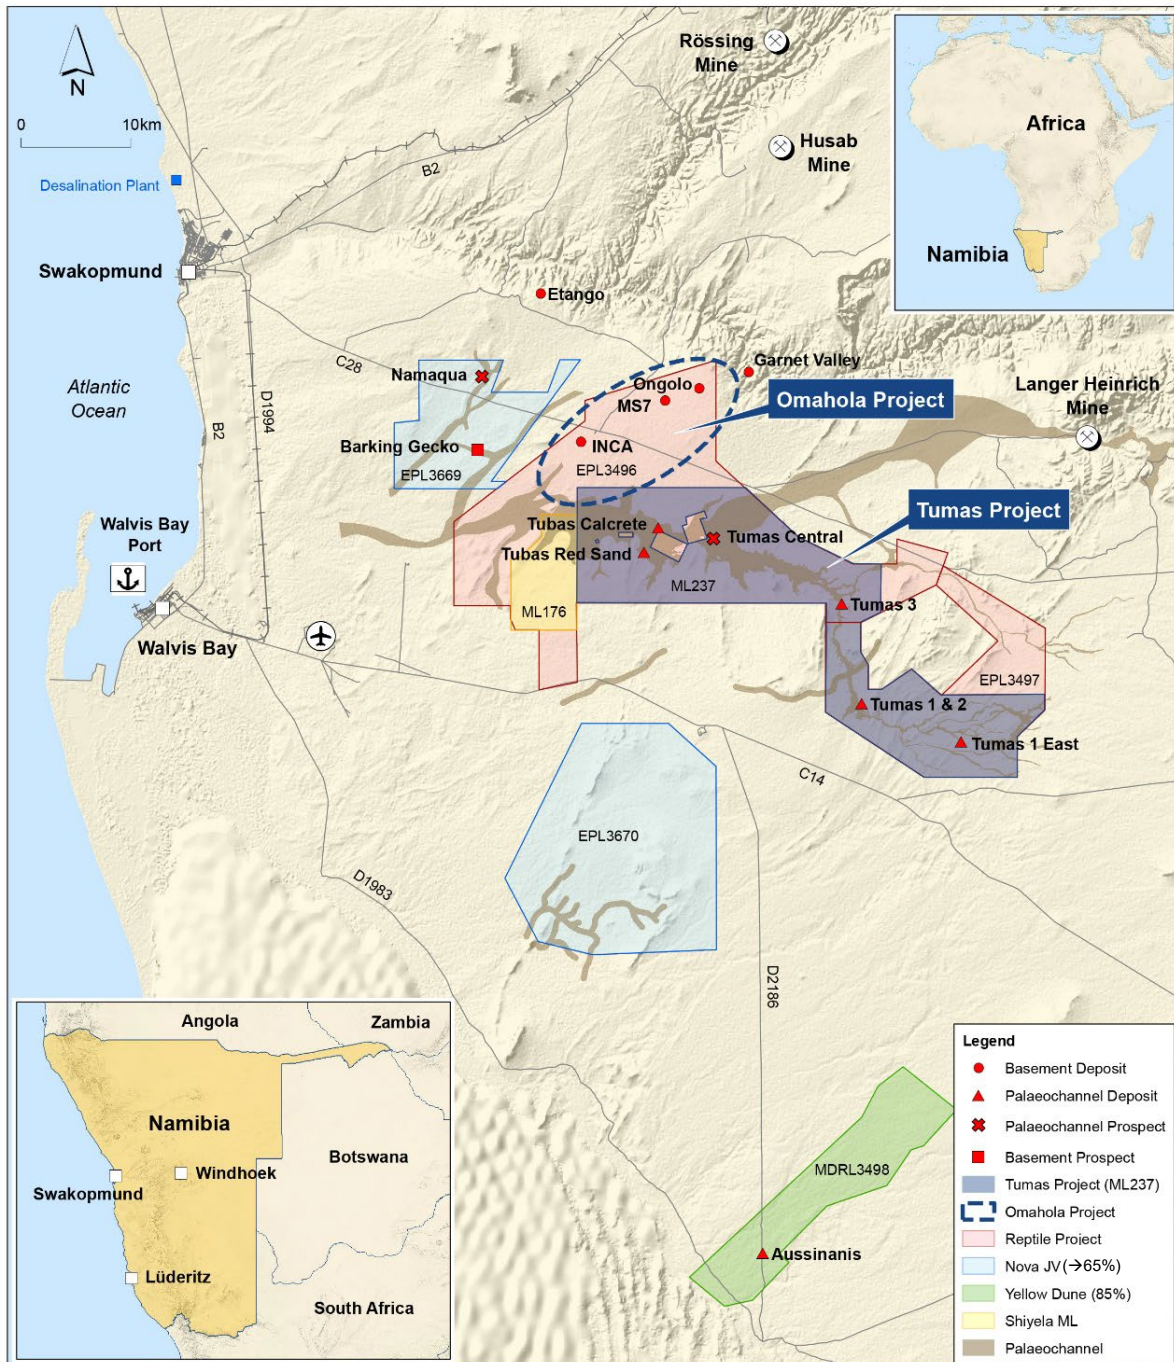 N
0 10km
Desalination Plant
Swakopmund
Atlantic
Ocean
B2
B2
D1994
C28
Rössing
Mine
Husab
Mine
Etango
Namaqua
Barking Gecko
EPL3669
Ongolo
MS7
INCA
EPL3496
Garnet Valley
Omahola Project
Langer Heinrich
Mine
Tumas Project
Walvis Bay
Port
Walvis Bay
Tubas Calcrete
Tubas Red Sand
Tumas Central
ML237
ML176
Tumas 3
EPL3497
Tumas 1 & 2
Tumas 1 East
C14
EPL3670
D1983
D2186
MDRL3498
Aussinanis
Africa
Namibia
Angola
Zambia
Namibia
Botswana
Windhoek
Swakopmund
Lüderitz
South Africa
Legend
Basement Deposit
Palaeochannel Deposit
Palaeochannel Prospect
Basement Prospect
Tumas Project (ML237)
Omahola Project
Reptile Project
Nova JV (→65%)
Yellow Dune (85%)
Shiyela ML
Palaeochannel